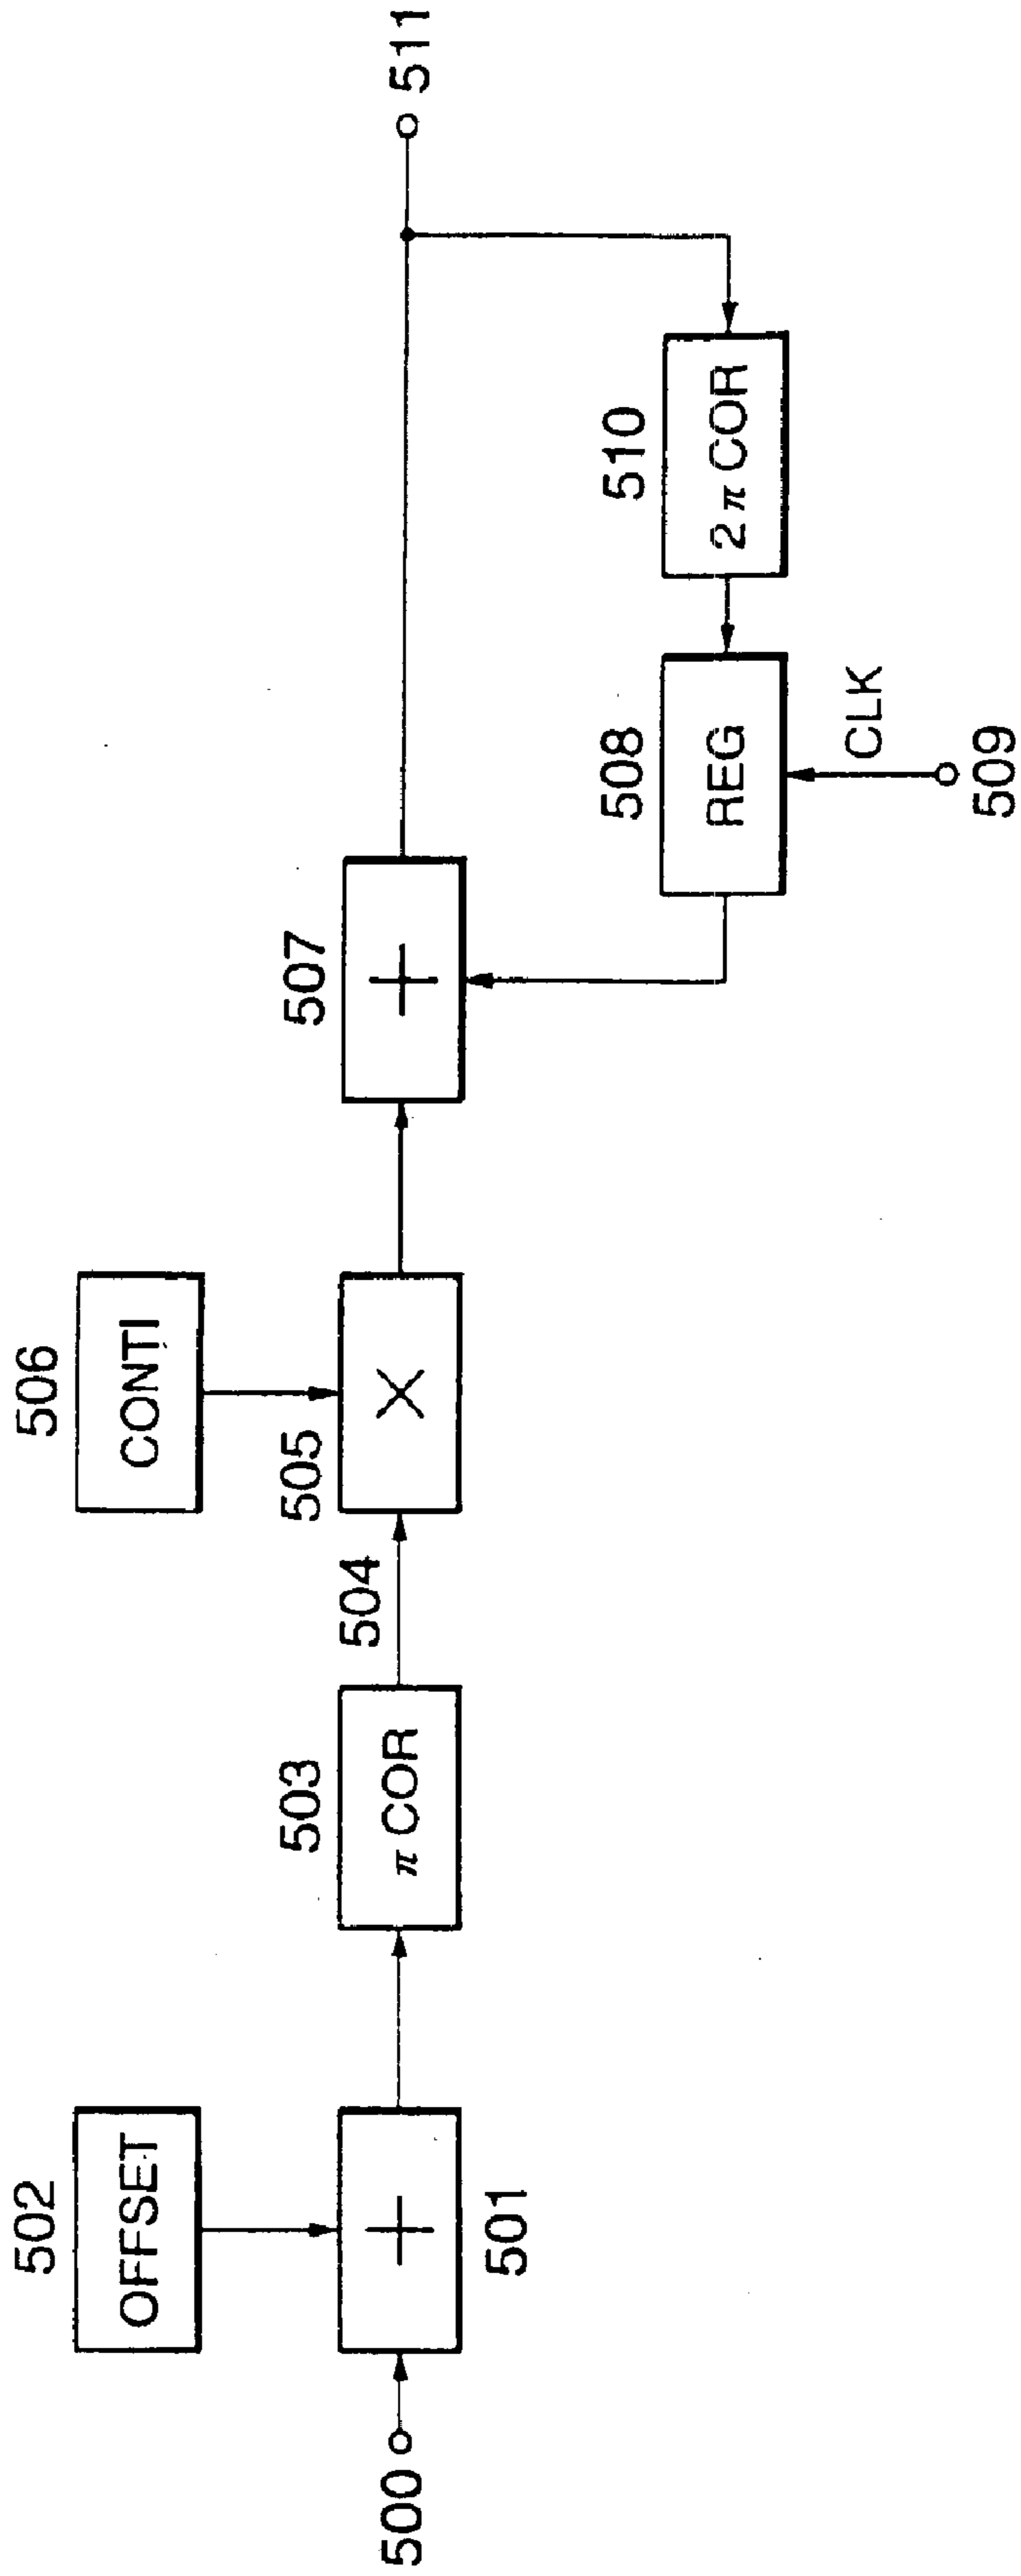 502
OFFSET
506
CONTI
500
+
501
503
π COR
504
505
×
507
+
511
508
REG
510
2π COR
CLK
509